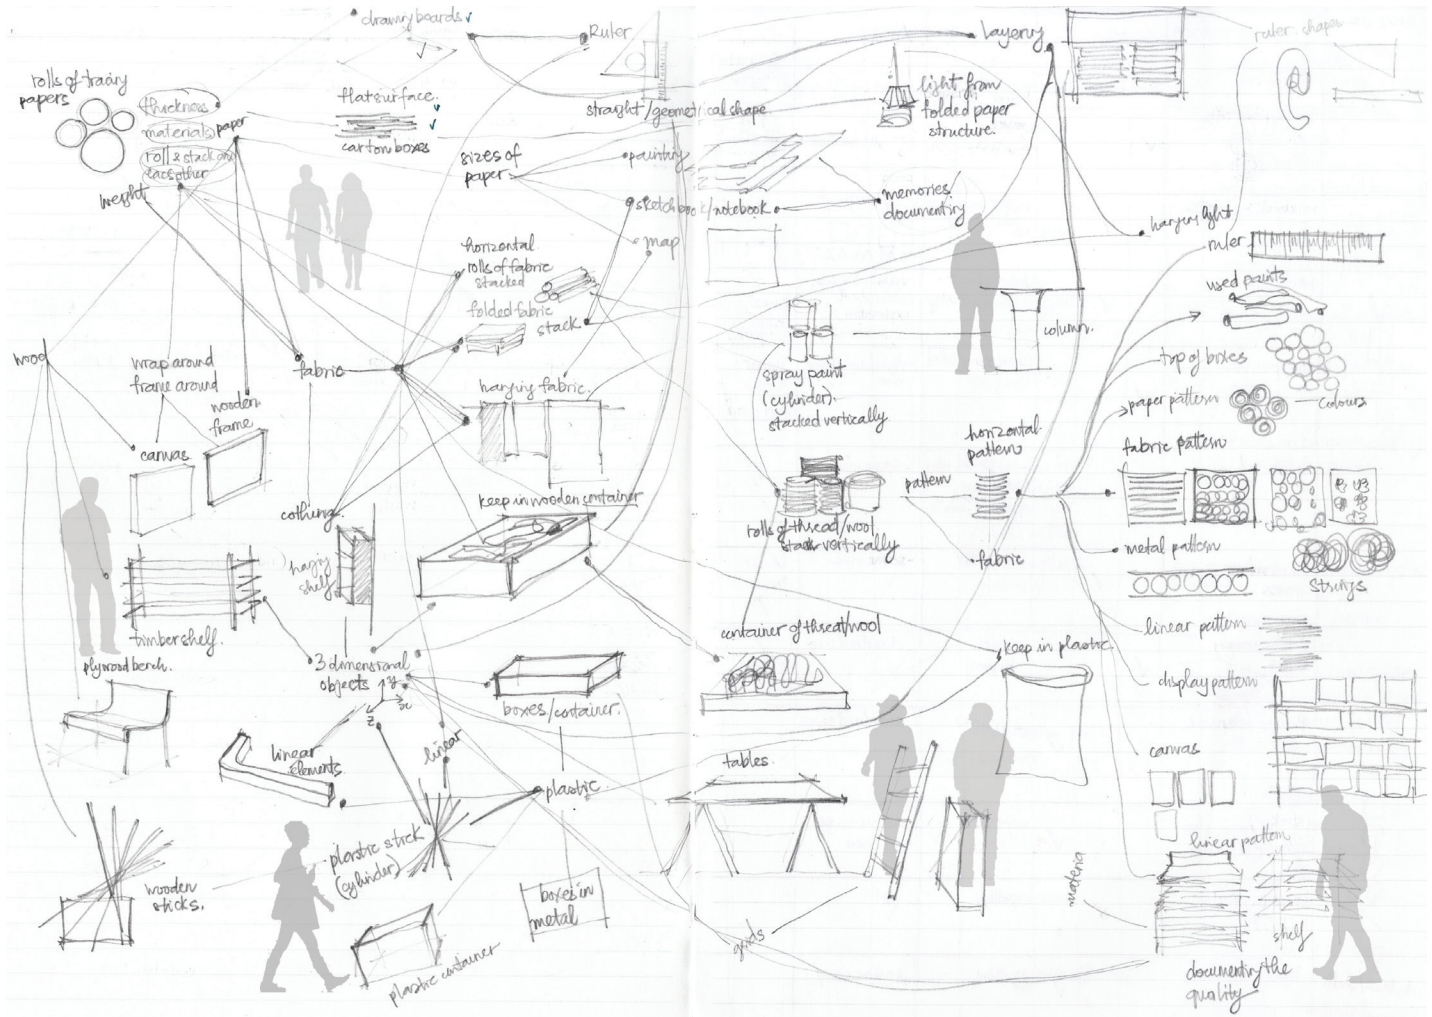 drawing boards
Ruler
rolls of tracing
papers
thickness
materials
paper
roll & stack on
each other
weight
flat surface
carton boxes
straight/geometrical shape
sizes of
paper
painting
sketchbook/notebook
map
horizontal
rolls of fabric
stacked
folded fabric
stack
wood
wrap around
frame around
wooden
frame
canvas
fabric
hanging fabric
clothing
keep in wooden container
hanging
shelf
timber shelf
plywood bench.
3 dimensional
objects
y
x
z
boxes/container.
linear
elements
linear
plastic
plastic stick
(cylinder)
wooden
sticks.
boxes in
metal
plastic container
layering
light from
folded paper
structure.
ruler shapes
memories/
documenting
hanging light
ruler
used paints
column.
top of boxes
spray paint
(cylinder).
stacked vertically
paper pattern
colours
horizontal
pattern
fabric pattern
pattern
rolls of thread/wool
stack vertically
fabric
metal pattern
strings
linear pattern
container of thread/wool
keep in plastic.
display pattern
canvas
tables
linear pattern
materia
grids
shelf
documenting the
quality